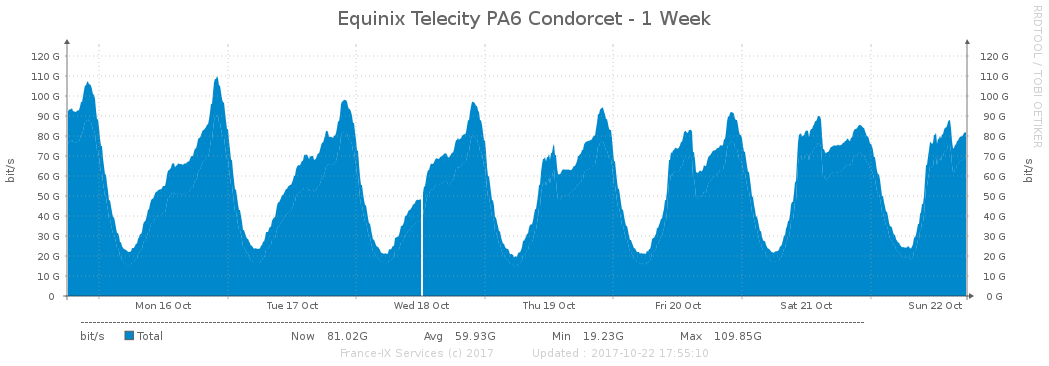 Equinix Telecity PA6 Condorcet - 1 Week
RRDTOOL / TOBI OETIKER
bit/s
120 G 120 G
110 G 110 G
100 G 100 G
90 G 90 G
80 G 80 G
70 G 70 G
60 G 60 G
50 G 50 G
40 G 40 G
30 G 30 G
20 G 20 G
10 G 10 G
0 0 G
bit/s
Mon 16 Oct Tue 17 Oct Wed 18 Oct Thu 19 Oct Fri 20 Oct Sat 21 Oct Sun 22 Oct
bit/s Total Now 81.02G Avg 59.93G Min 19.23G Max 109.85G
France-IX Services (c) 2017 Updated : 2017-10-22 17:55:10